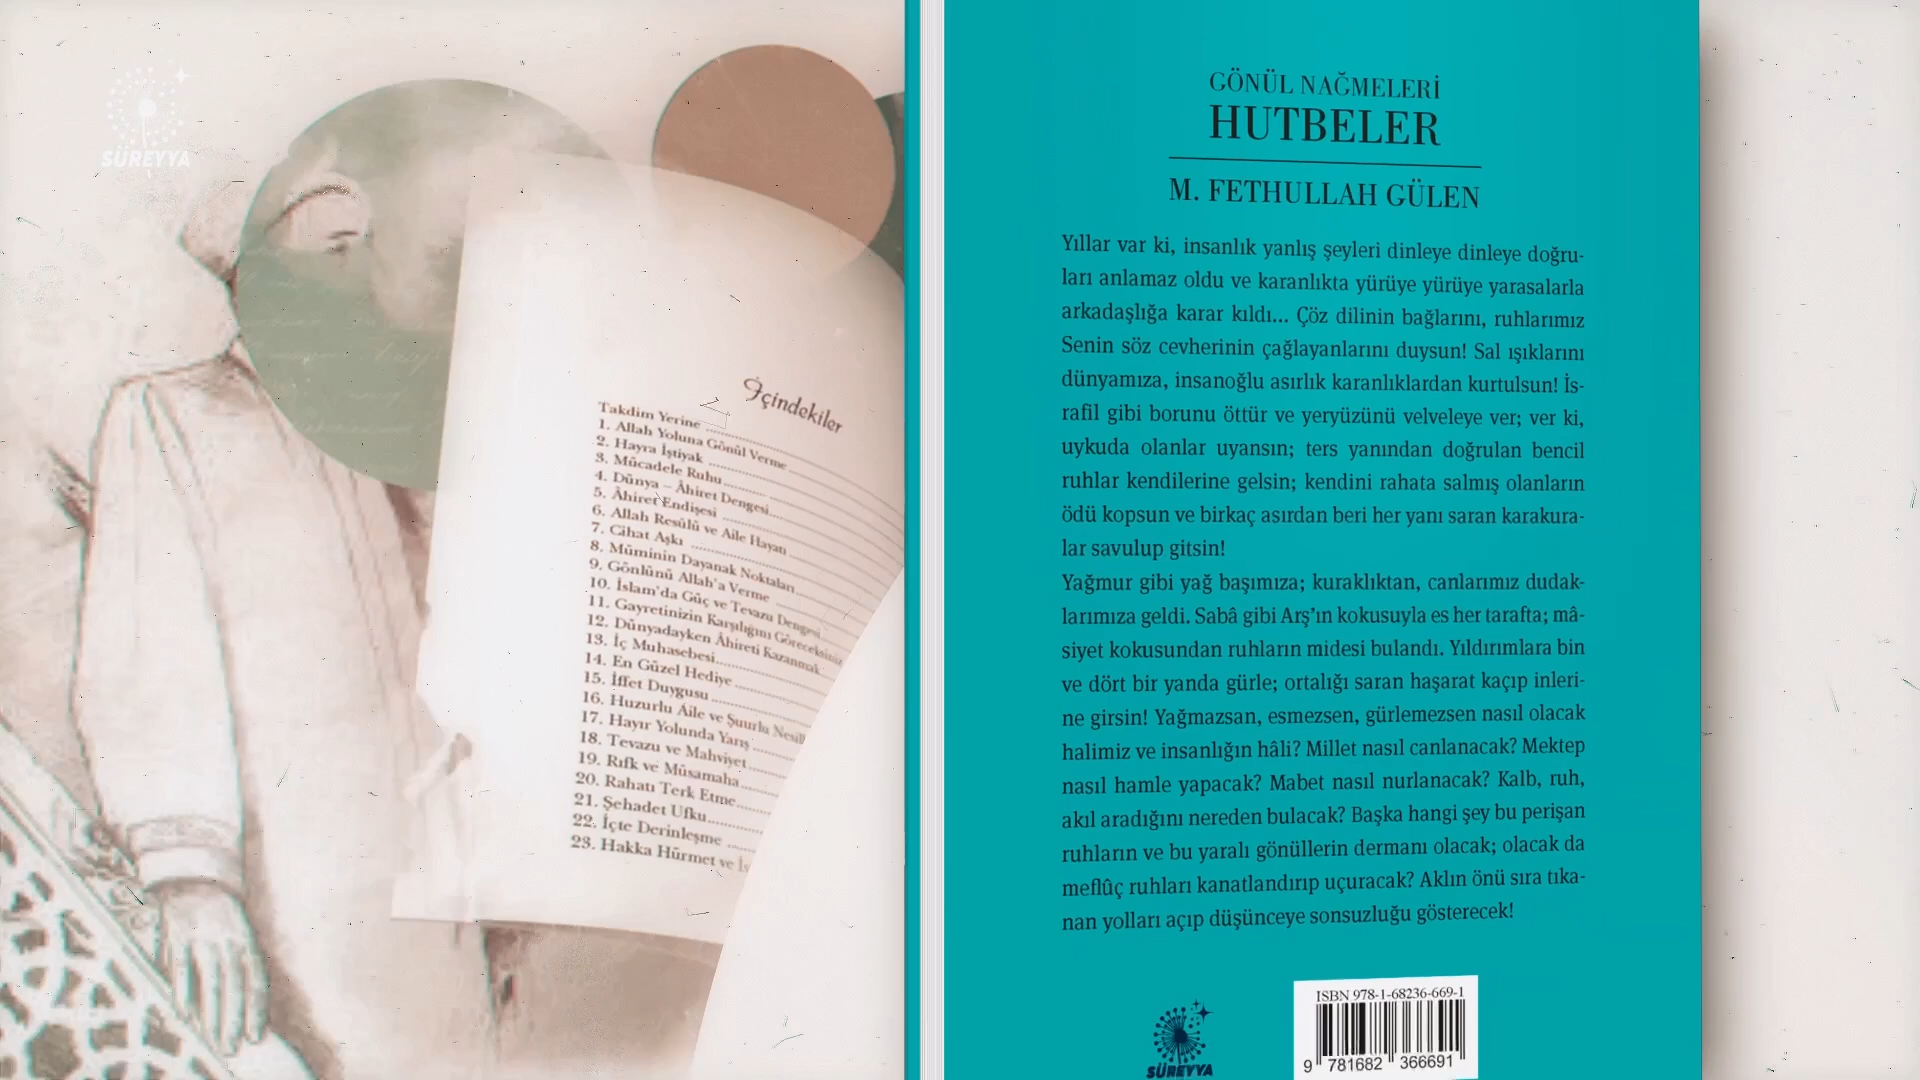 SÜREYYA
İçindekiler
Takdim Yerine
1. Allah Yoluna Gönül Verme
2. Hayra İştiyak
3. Mücadele Ruhu
4. Dünya – Âhiret Dengesi
5. Âhiret Endişesi
6. Allah Resûlü ve Aile Hayatı
7. Cihat Aşkı
8. Müminin Dayanak Noktaları
9. Gönlünü Allah'a Verme
10. İslam'da Güç ve Tevazu Dengesi
11. Gayretinizin Karşılığını Göreceksiniz
12. Dünyadayken Âhireti Kazanmak
13. İç Muhasebesi
14. En Güzel Hediye
15. İffet Duygusu
16. Huzurlu Aile ve Şuurlu
17. Hayır Yolunda Yarış
18. Tevazu ve Mahviyet
19. Rıfk ve Müsamaha
20. Rahatı Terk Etme
21. Şehadet Ufku
22. İçte Derinleşme
23. Hakka Hürmet ve
GÖNÜL NAĞMELERİ
HUTBELER
M. FETHULLAH GÜLEN
Yıllar var ki, insanlık yanlış şeyleri dinleye dinleye doğru-
ları anlamaz oldu ve karanlıkta yürüye yürüye yarasalarla
arkadaşlığa karar kıldı... Çöz dilinin bağlarını, ruhlarımız
Senin söz cevherinin çağlayanlarını duysun! Sal ışıklarını
dünyamıza, insanoğlu asırlık karanlıklardan kurtulsun! İs-
rafil gibi borunu öttür ve yeryüzünü velveleye ver; ver ki,
uykuda olanlar uyansın; ters yanından doğrulan bencil
ruhlar kendilerine gelsin; kendini rahata salmış olanların
ödü kopsun ve birkaç asırdan beri her yanı saran karakura-
lar savulup gitsin!
Yağmur gibi yağ başımıza; kuraklıktan, canlarımız dudak-
larımıza geldi. Sabâ gibi Arş'ın kokusuyla es her tarafta; mâ-
siyet kokusundan ruhların midesi bulandı. Yıldırımlara bin
ve dört bir yanda gürle; ortalığı saran haşarat kaçıp inleri-
ne girsin! Yağmazsan, esmezsen, gürlemezsen nasıl olacak
halimiz ve insanlığın hâli? Millet nasıl canlanacak? Mektep
nasıl hamle yapacak? Mabet nasıl nurlanacak? Kalb, ruh,
akıl aradığını nereden bulacak? Başka hangi şey bu perişan
ruhların ve bu yaralı gönüllerin dermanı olacak; olacak da
meflûç ruhları kanatlandırıp uçuracak? Aklın önü sıra tıka-
nan yolları açıp düşünceye sonsuzluğu gösterecek!
ISBN 978-1-68236-669-1
9 781682 366691
SÜREYYA